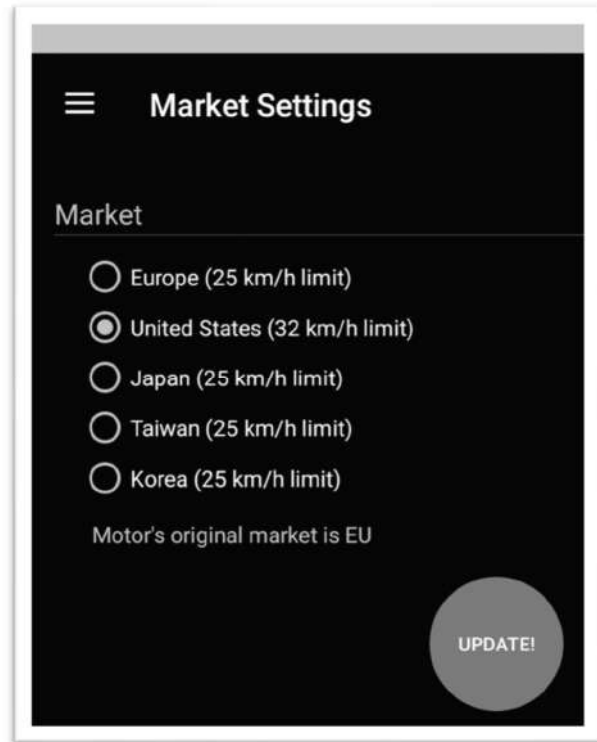 Market Settings
Market
Europe (25 km/h limit)
United States (32 km/h limit)
Japan (25 km/h limit)
Taiwan (25 km/h limit)
Korea (25 km/h limit)
Motor's original market is EU
UPDATE!